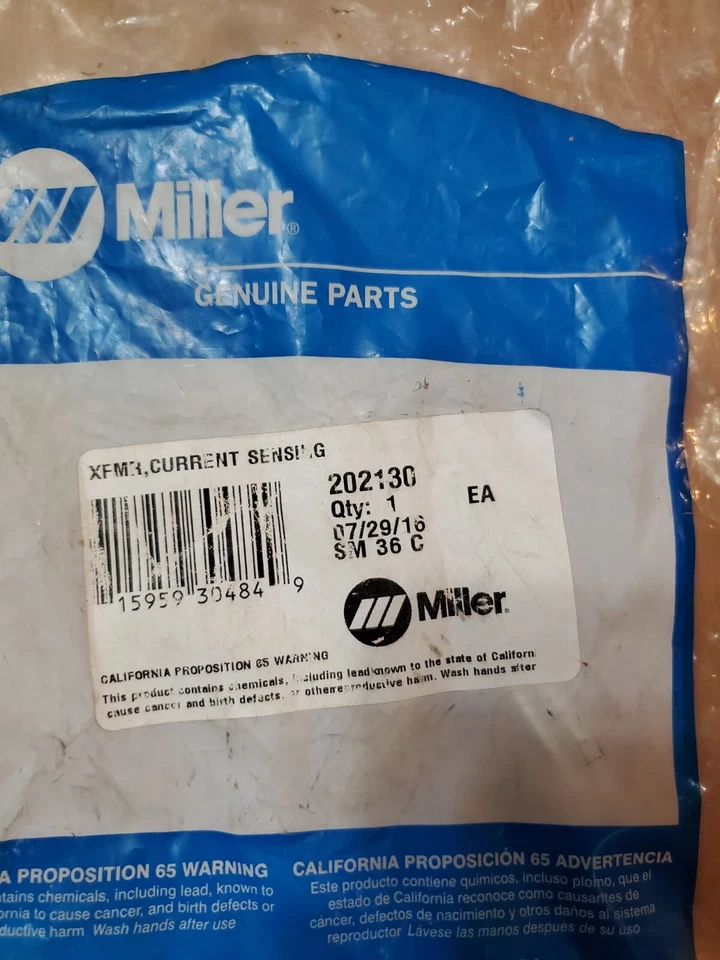 Miller®
GENUINE PARTS
XFMR,CURRENT SENSING
202130
EA
Qty: 1
07/29/16
SM 36 C
15959 30484 9
Miller®
CALIFORNIA PROPOSITION 65 WARNING
This product contains chemicals, including lead known to the state of Californ
cause cancer and birth defects, or other reproductive harm. Wash hands after
A PROPOSITION 65 WARNING
tains chemicals, including lead, known to
ornia to cause cancer, and birth defects or
ductive harm Wash hands after use
CALIFORNIA PROPOSICIÓN 65 ADVERTENCIA
Este producto contiene químicos, incluso plomo, que el
estado de California reconoce como causantes de
cáncer, defectos de nacimiento y otros daños al sistema
reproductor Lávese las manos después de su uso